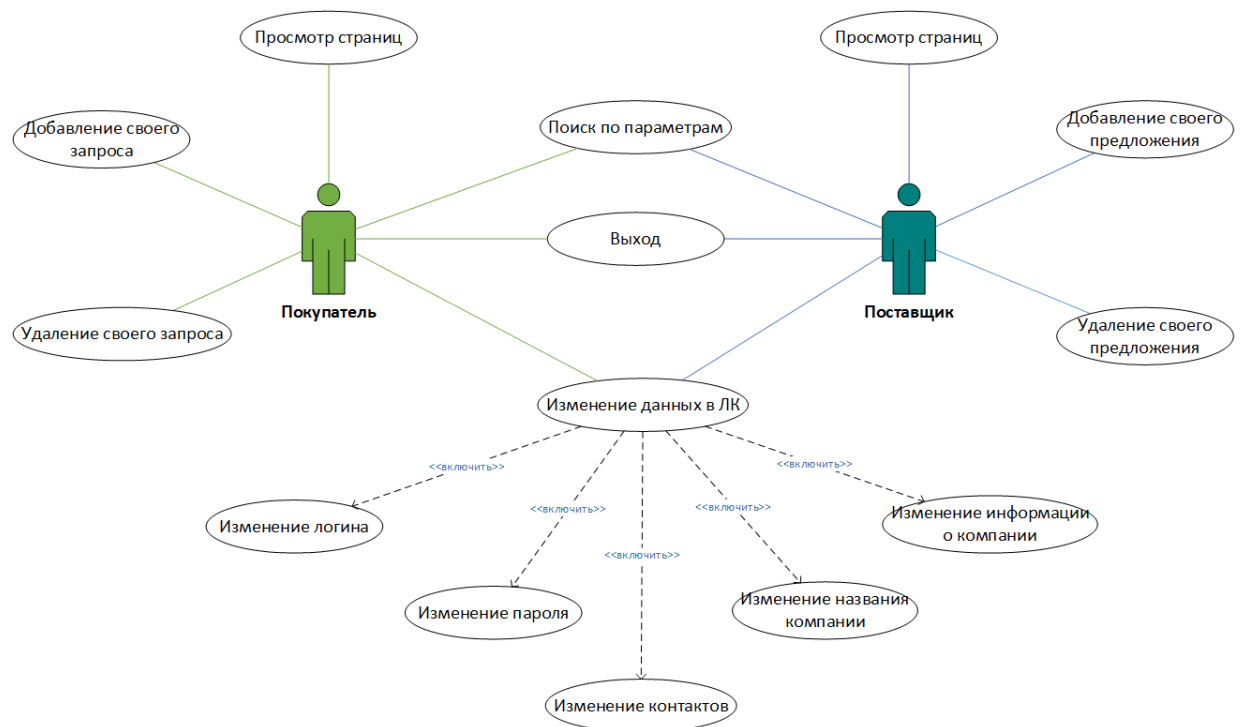 Просмотр страниц
Просмотр страниц
Добавление своего
запроса
Поиск по параметрам
Добавление своего
предложения
Выход
Покупатель
Поставщик
Удаление своего запроса
Удаление своего
предложения
Изменение данных в ЛК
<<включить>>
<<включить>>
<<включить>>
<<включить>>
<<включить>>
Изменение логина
Изменение информации
о компании
Изменение пароля
Изменение названия
компании
Изменение контактов